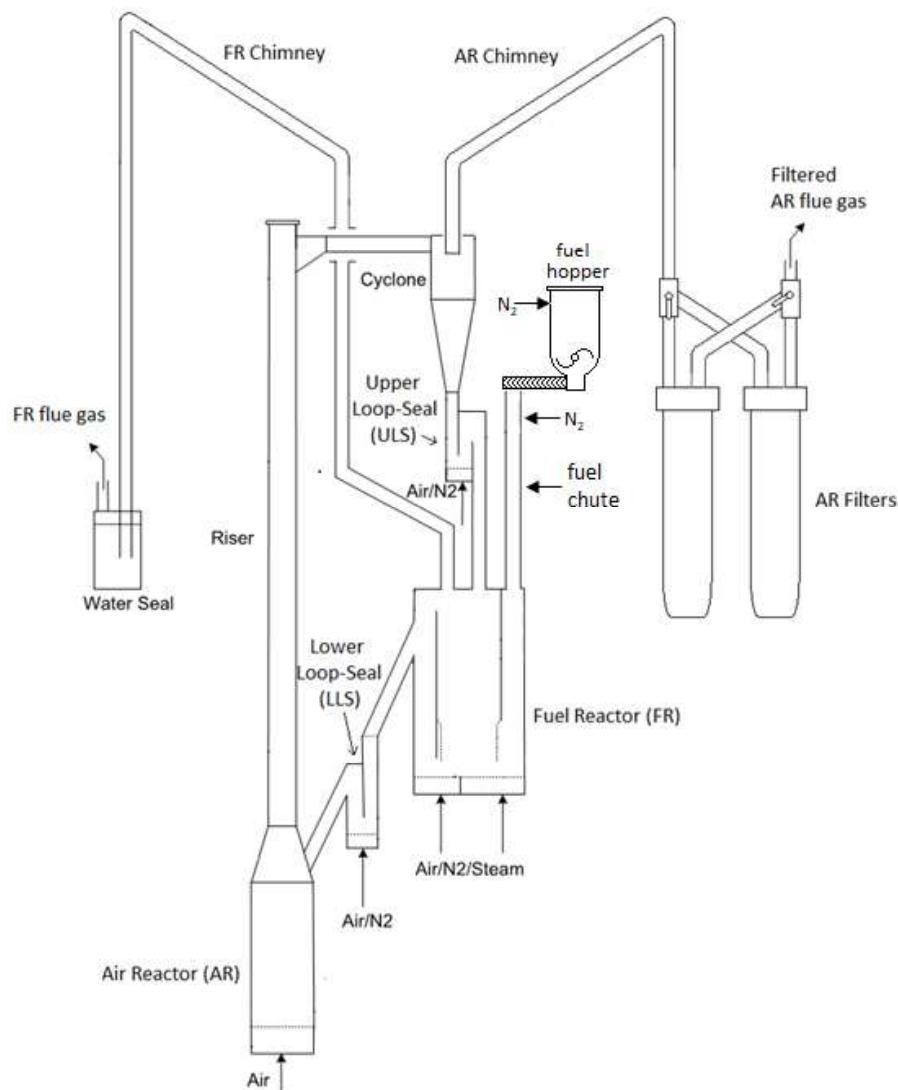 FR Chimney
AR Chimney
Filtered
AR flue gas
fuel
hopper
Cyclone
N2
Upper
Loop-Seal
(ULS)
N2
FR flue gas
Air/N2
fuel
chute
AR Filters
Riser
Water Seal
Lower
Loop-Seal
(LLS)
Fuel Reactor (FR)
Air/N2/Steam
Air/N2
Air Reactor (AR)
Air